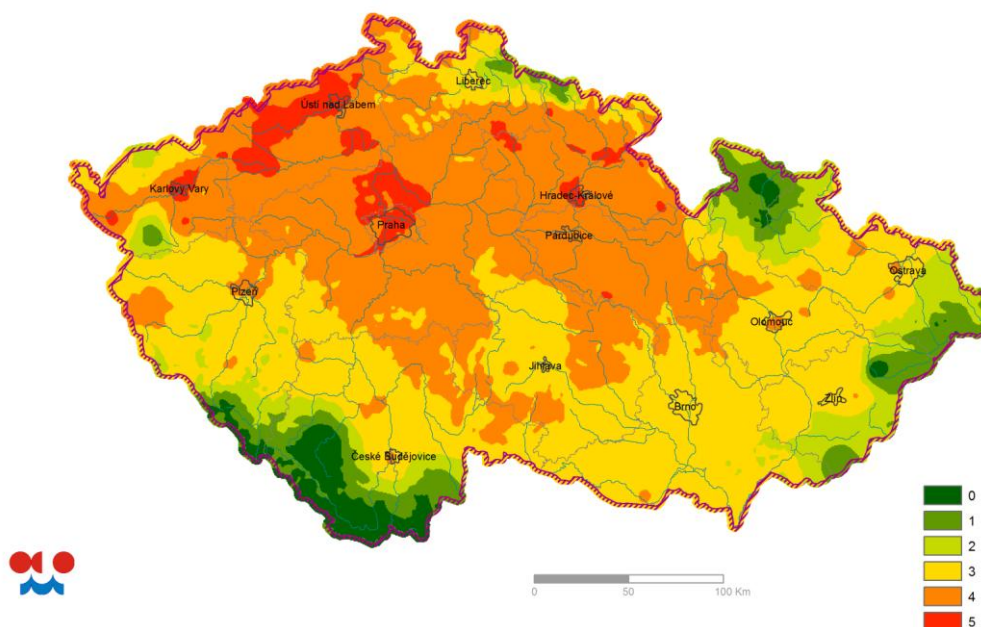 Liberec
Ústí nad Labem
Karlovy Vary
Hradec-Králové
Praha
Pardubice
Ostrava
Plzeň
Olomouc
Jihlava
Zlín
Brno
České Budějovice
0
1
2
3
4
5
0 50 100 Km